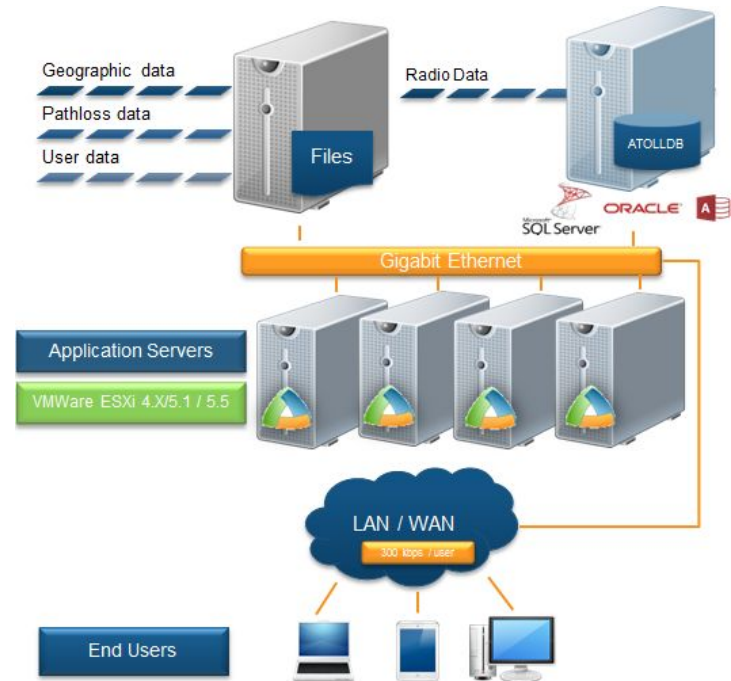 Geographic data
Pathloss data
User data
Files
Radio Data
ATOLLDB
Microsoft
SQL Server
ORACLE
A
Gigabit Ethernet
Application Servers
VMWare ESXi 4.X/5.1 / 5.5
LAN / WAN
300 kbps / user
End Users